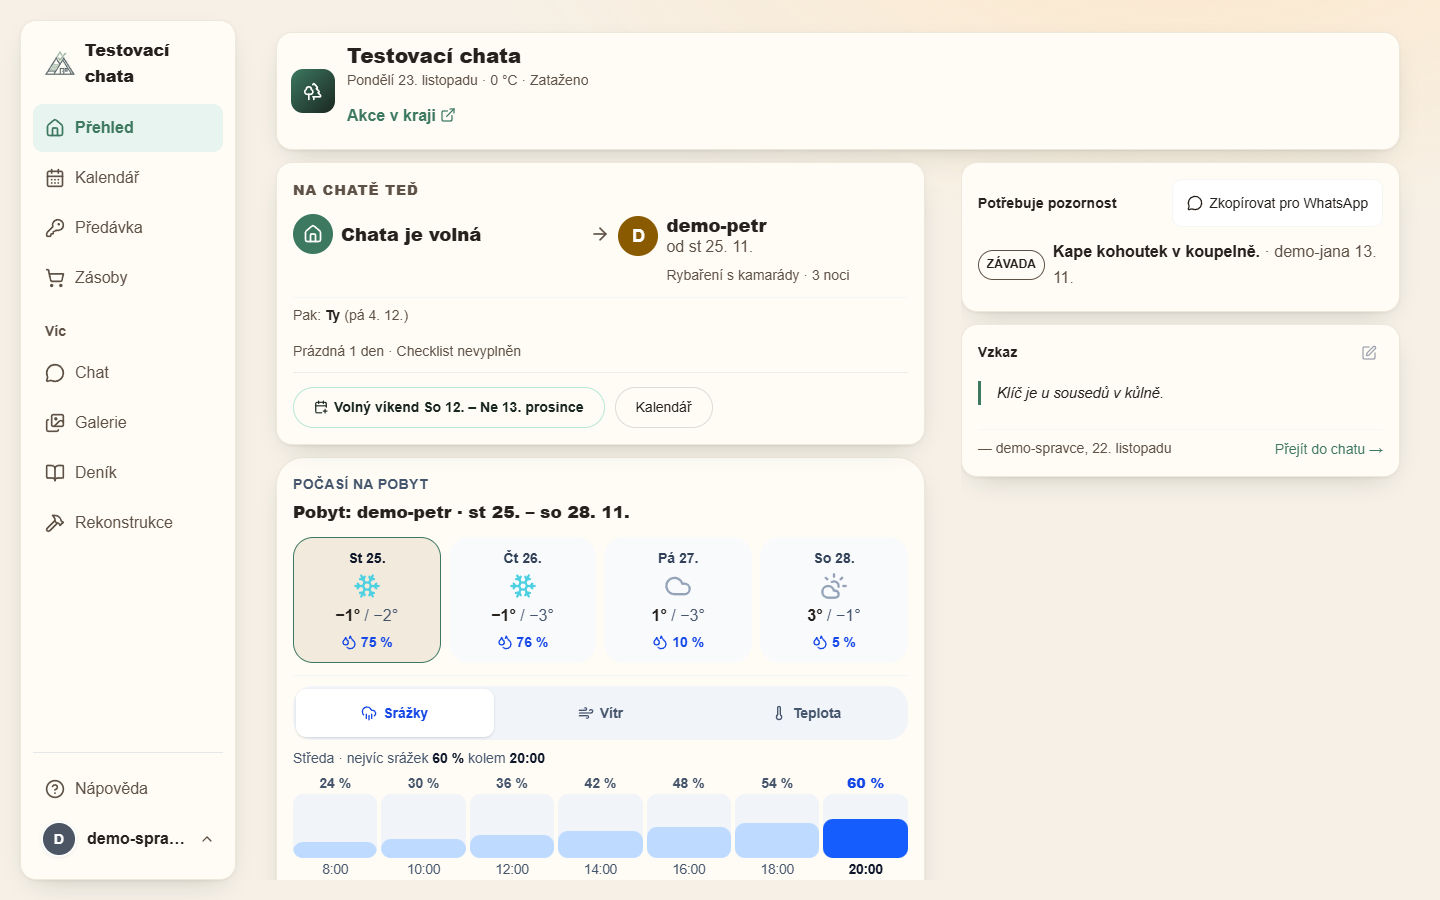 Testovací
chata
Přehled
Kalendář
Předávka
Zásoby
Víc
Chat
Galerie
Deník
Rekonstrukce
Nápověda
D
demo-spra…
Testovací chata
Pondělí 23. listopadu · 0 °C · Zataženo
Akce v kraji
NA CHATĚ TEĎ
Chata je volná
D
demo-petr
od st 25. 11.
Rybaření s kamarády · 3 noci
Pak: Ty (pá 4. 12.)
Prázdná 1 den · Checklist nevyplněn
Volný víkend So 12. – Ne 13. prosince
Kalendář
POČASÍ NA POBYT
Pobyt: demo-petr · st 25. – so 28. 11.
St 25.
−1° / −2°
75 %
Čt 26.
−1° / −3°
76 %
Pá 27.
1° / −3°
10 %
So 28.
3° / −1°
5 %
Srážky
Vítr
Teplota
Středa · nejvíc srážek 60 % kolem 20:00
24 % 30 % 36 % 42 % 48 % 54 % 60 %
8:00 10:00 12:00 14:00 16:00 18:00 20:00
Potřebuje pozornost
Zkopírovat pro WhatsApp
ZÁVADA
Kape kohoutek v koupelně. · demo-jana 13.
11.
Vzkaz
Klíč je u sousedů v kůlně.
— demo-spravce, 22. listopadu
Přejít do chatu →